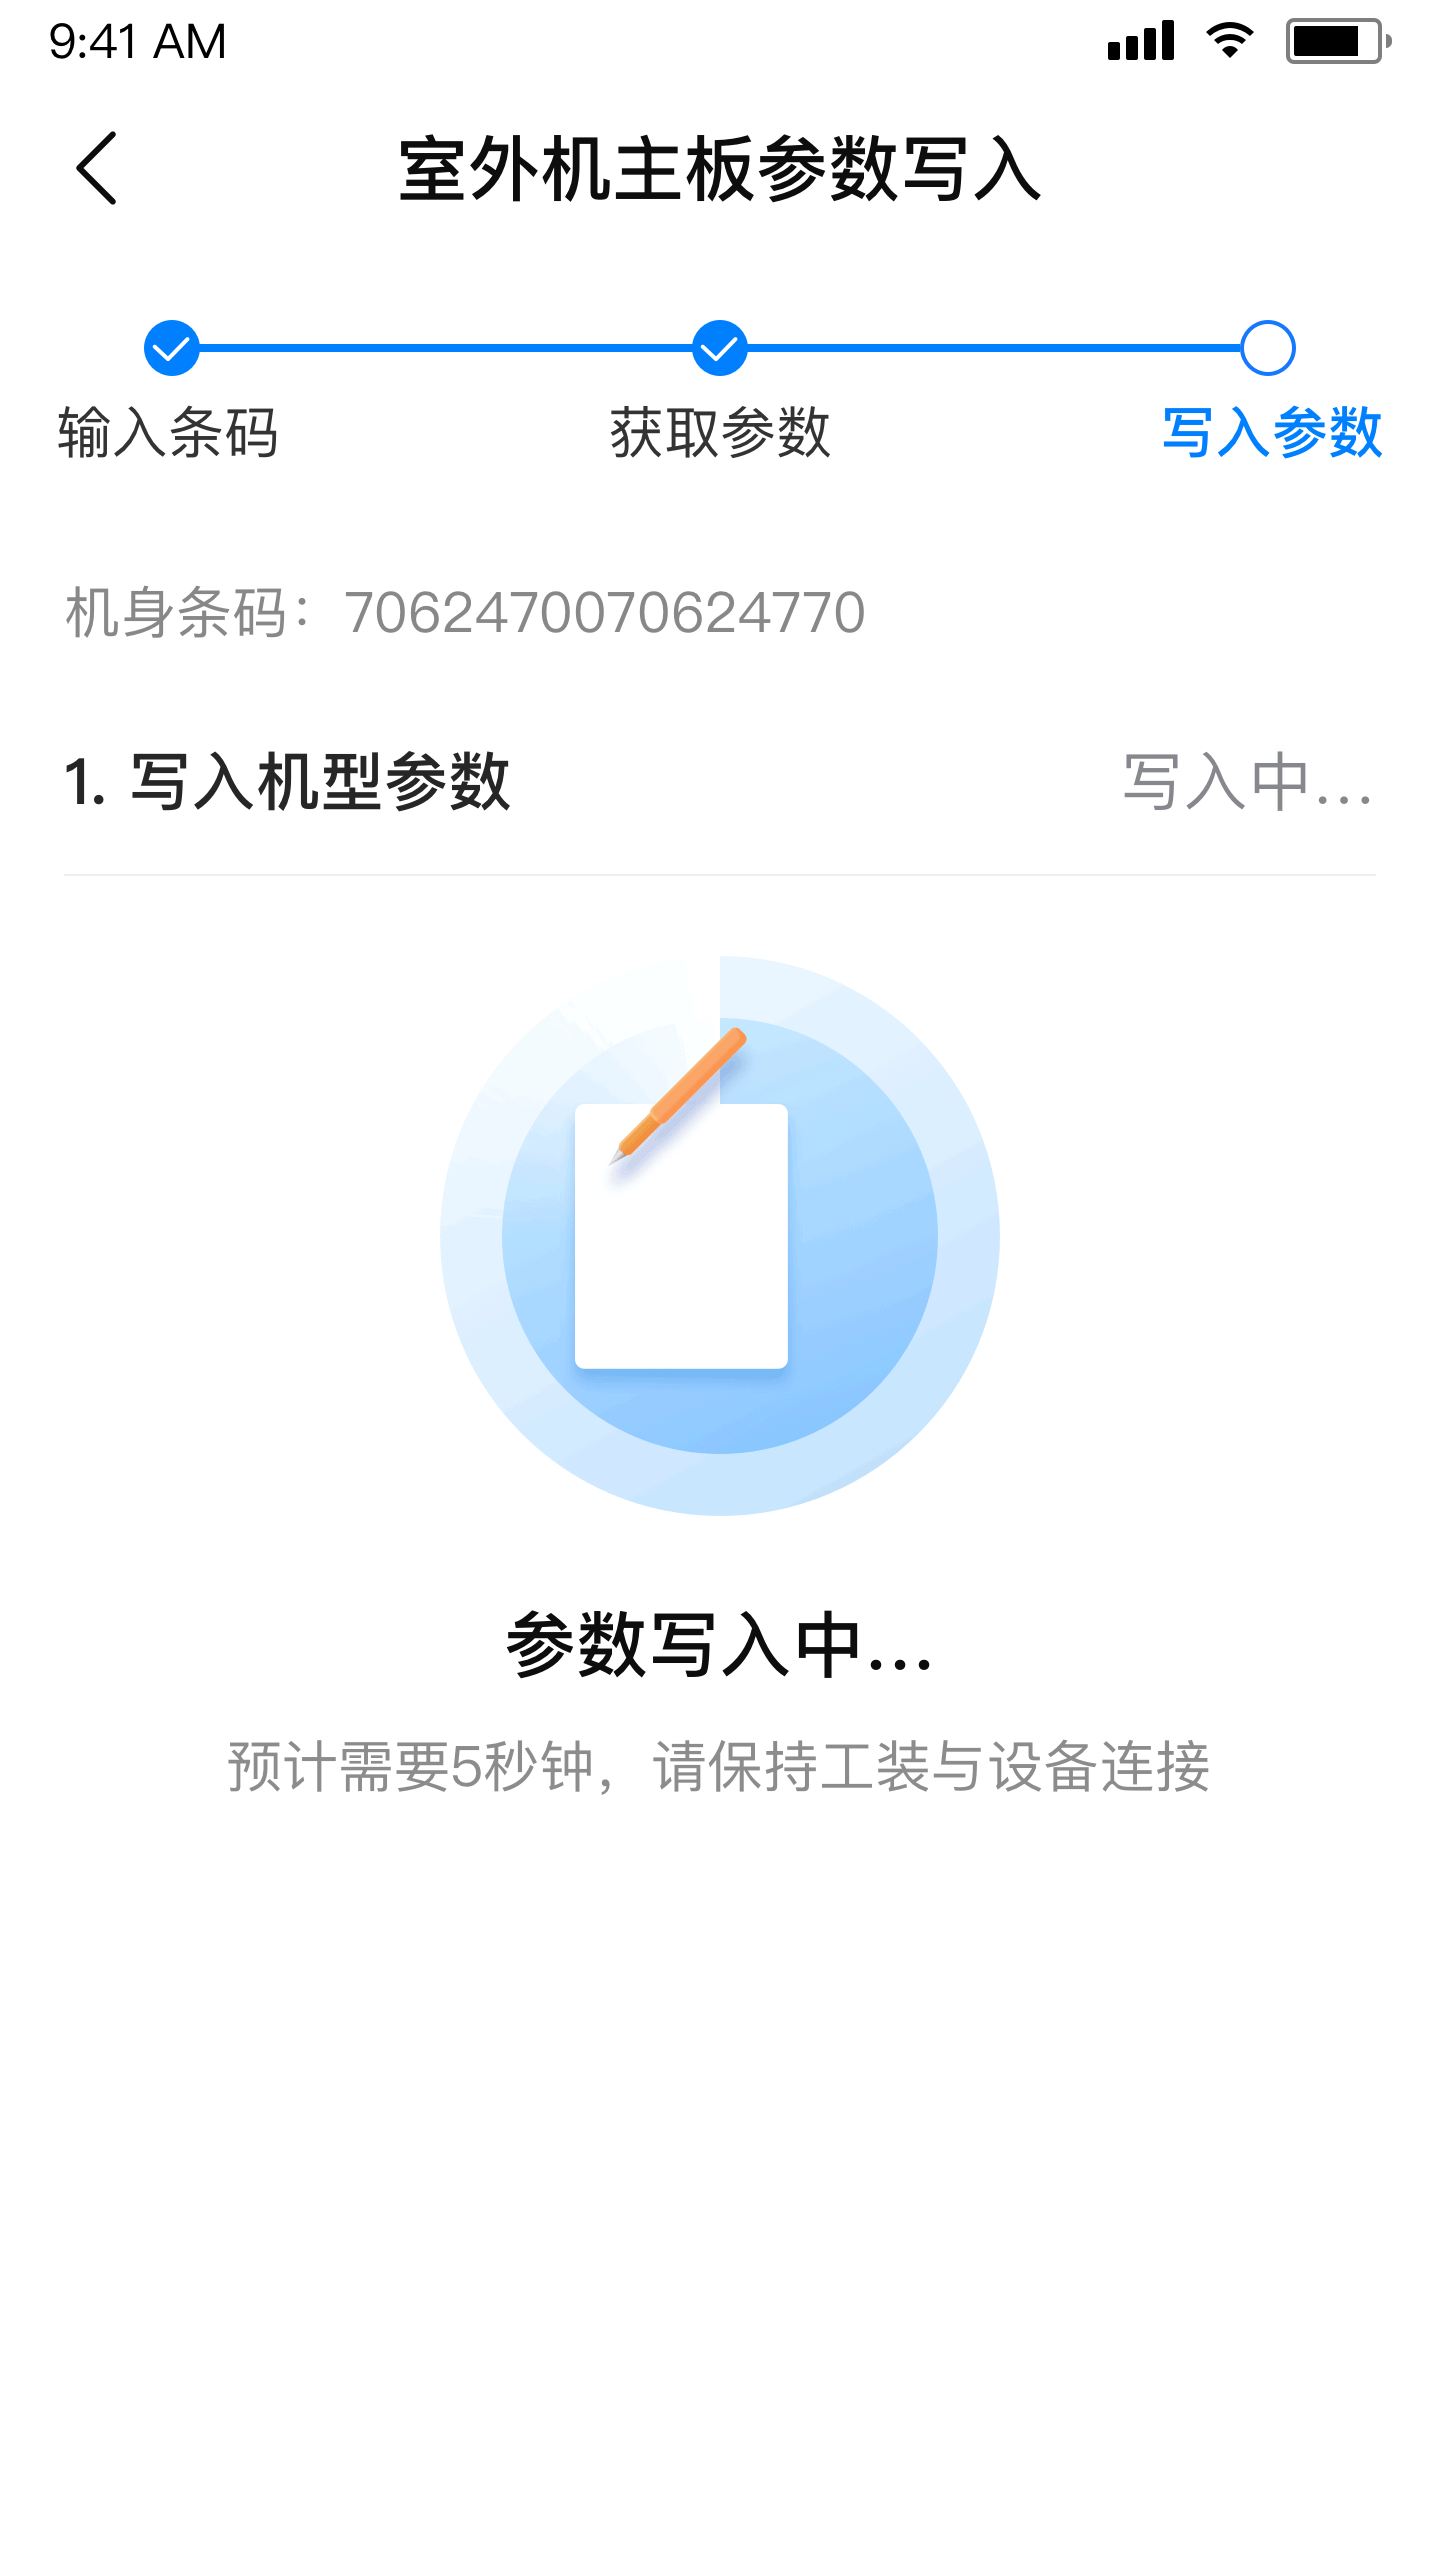 9:41 AM
室外机主板参数写入
输入条码 获取参数 写入参数
机身条码：7062470070624770
1. 写入机型参数 写入中...
参数写入中...
预计需要5秒钟，请保持工装与设备连接